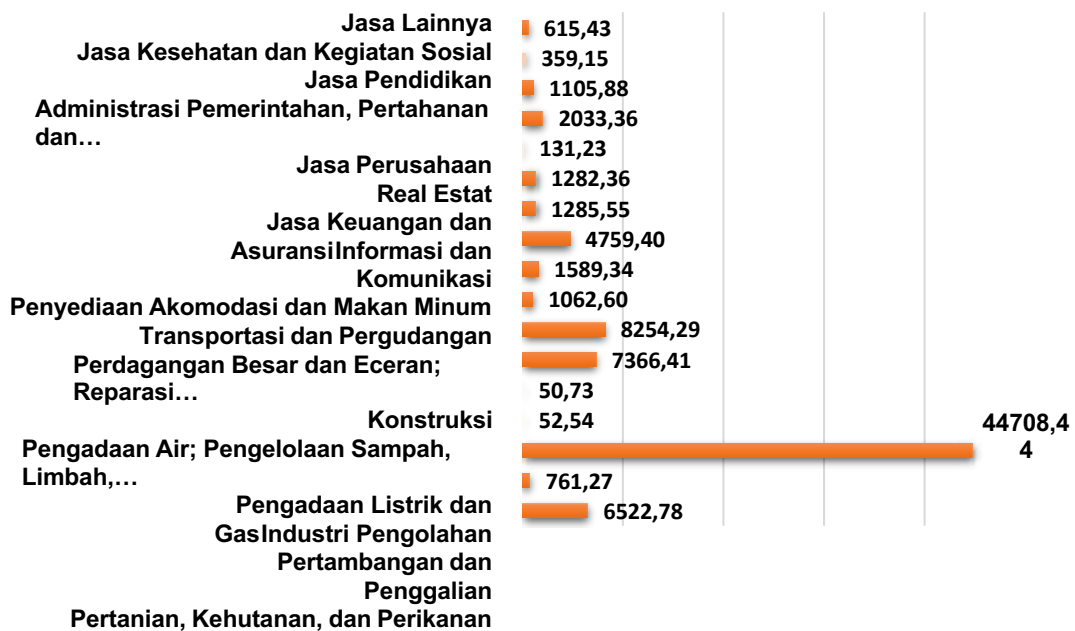 Jasa Lainnya
Jasa Kesehatan dan Kegiatan Sosial
Jasa Pendidikan
Administrasi Pemerintahan, Pertahanan
dan…
Jasa Perusahaan
Real Estat
Jasa Keuangan dan
AsuransiInformasi dan
Komunikasi
Penyediaan Akomodasi dan Makan Minum
Transportasi dan Pergudangan
Perdagangan Besar dan Eceran;
Reparasi…
Konstruksi
Pengadaan Air; Pengelolaan Sampah,
Limbah,…
Pengadaan Listrik dan
GasIndustri Pengolahan
Pertambangan dan
Penggalian
Pertanian, Kehutanan, dan Perikanan
615,43
359,15
1105,88
2033,36
131,23
1282,36
1285,55
4759,40
1589,34
1062,60
8254,29
7366,41
50,73
52,54
44708,4
4
761,27
6522,78